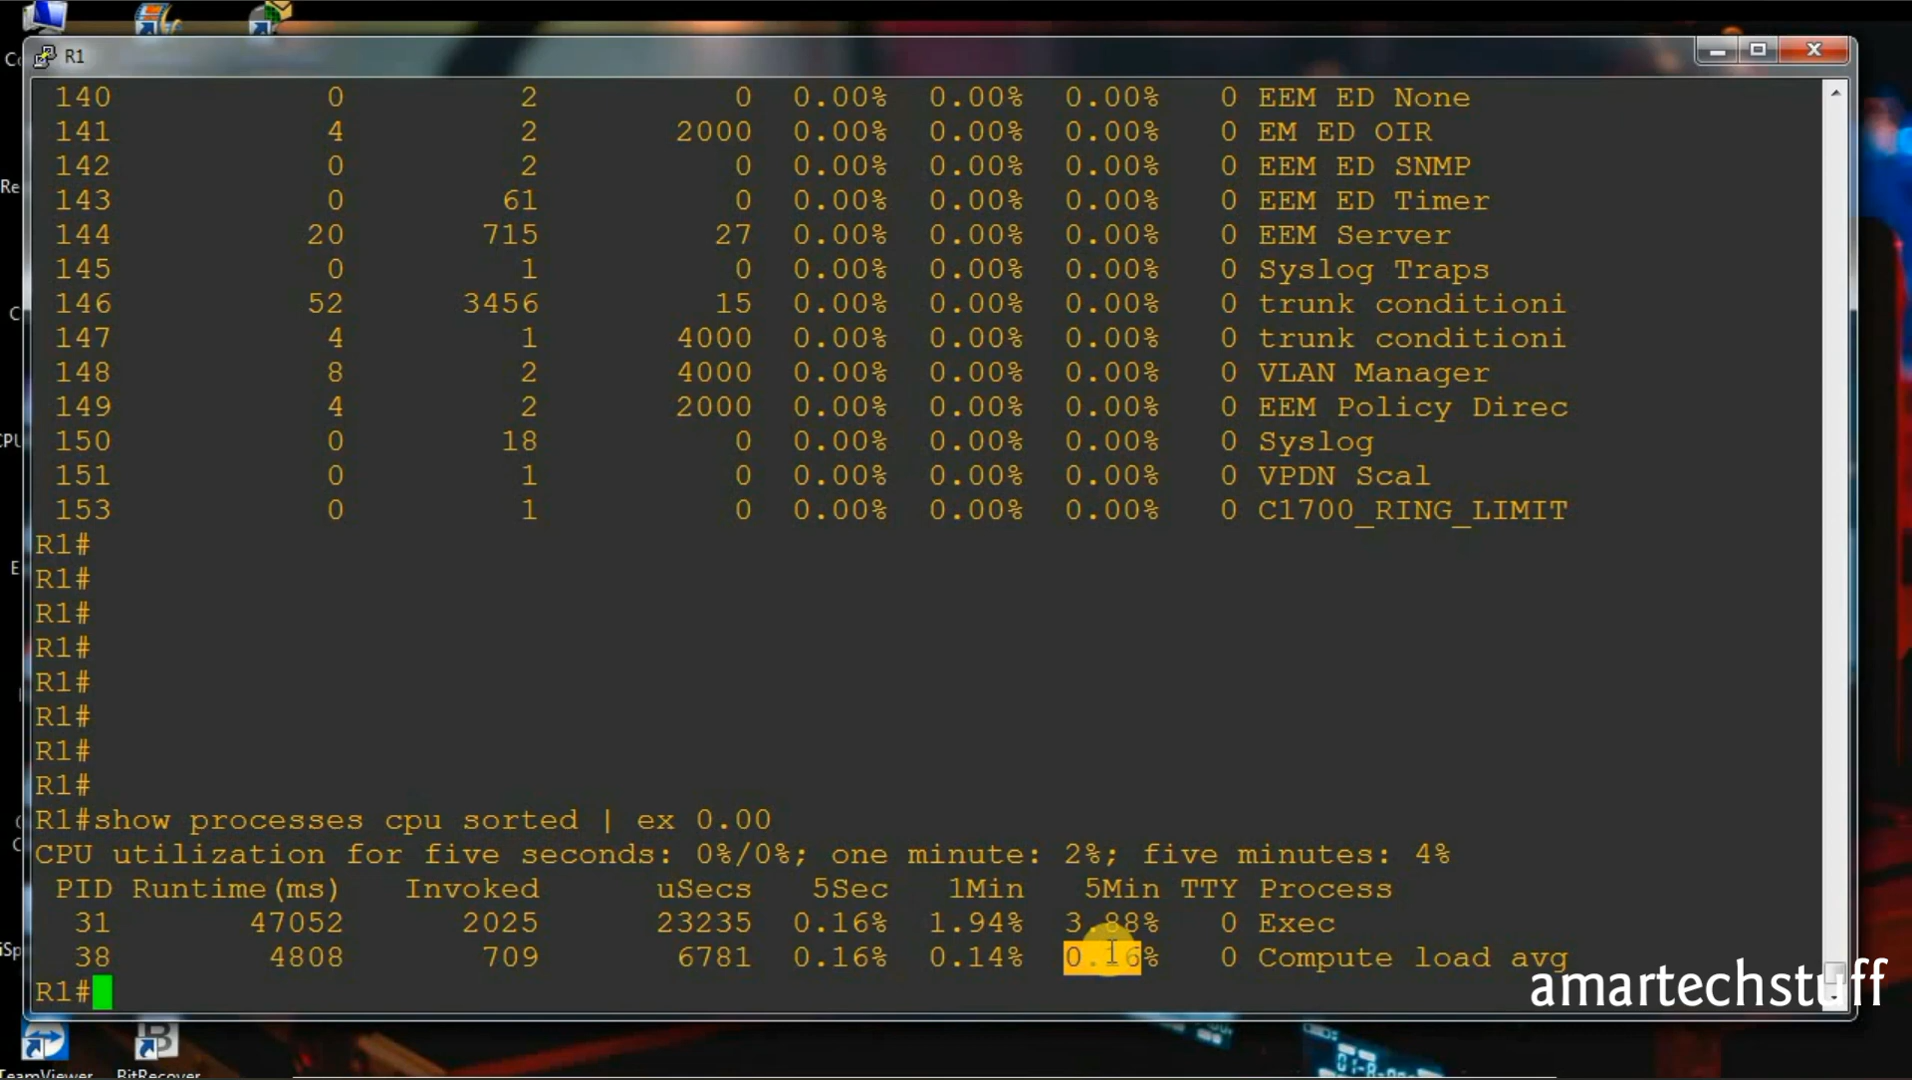 R1
140 0 2 0 0.00% 0.00% 0.00% 0 EEM ED None
141 4 2 2000 0.00% 0.00% 0.00% 0 EM ED OIR
142 0 2 0 0.00% 0.00% 0.00% 0 EEM ED SNMP
143 0 61 0 0.00% 0.00% 0.00% 0 EEM ED Timer
144 20 715 27 0.00% 0.00% 0.00% 0 EEM Server
145 0 1 0 0.00% 0.00% 0.00% 0 Syslog Traps
146 52 3456 15 0.00% 0.00% 0.00% 0 trunk conditioni
147 4 1 4000 0.00% 0.00% 0.00% 0 trunk conditioni
148 8 2 4000 0.00% 0.00% 0.00% 0 VLAN Manager
149 4 2 2000 0.00% 0.00% 0.00% 0 EEM Policy Direc
150 0 18 0 0.00% 0.00% 0.00% 0 Syslog
151 0 1 0 0.00% 0.00% 0.00% 0 VPDN Scal
153 0 1 0 0.00% 0.00% 0.00% 0 C1700_RING_LIMIT
R1#
R1#
R1#
R1#
R1#
R1#
R1#
R1#
R1#show processes cpu sorted | ex 0.00
CPU utilization for five seconds: 0%/0%; one minute: 2%; five minutes: 4%
PID Runtime(ms) Invoked uSecs 5Sec 1Min 5Min TTY Process
31 47052 2025 23235 0.16% 1.94% 3.88% 0 Exec
38 4808 709 6781 0.16% 0.14% 0.16% 0 Compute load avg
R1#
amartechstuff
TeamViewer BitRecover